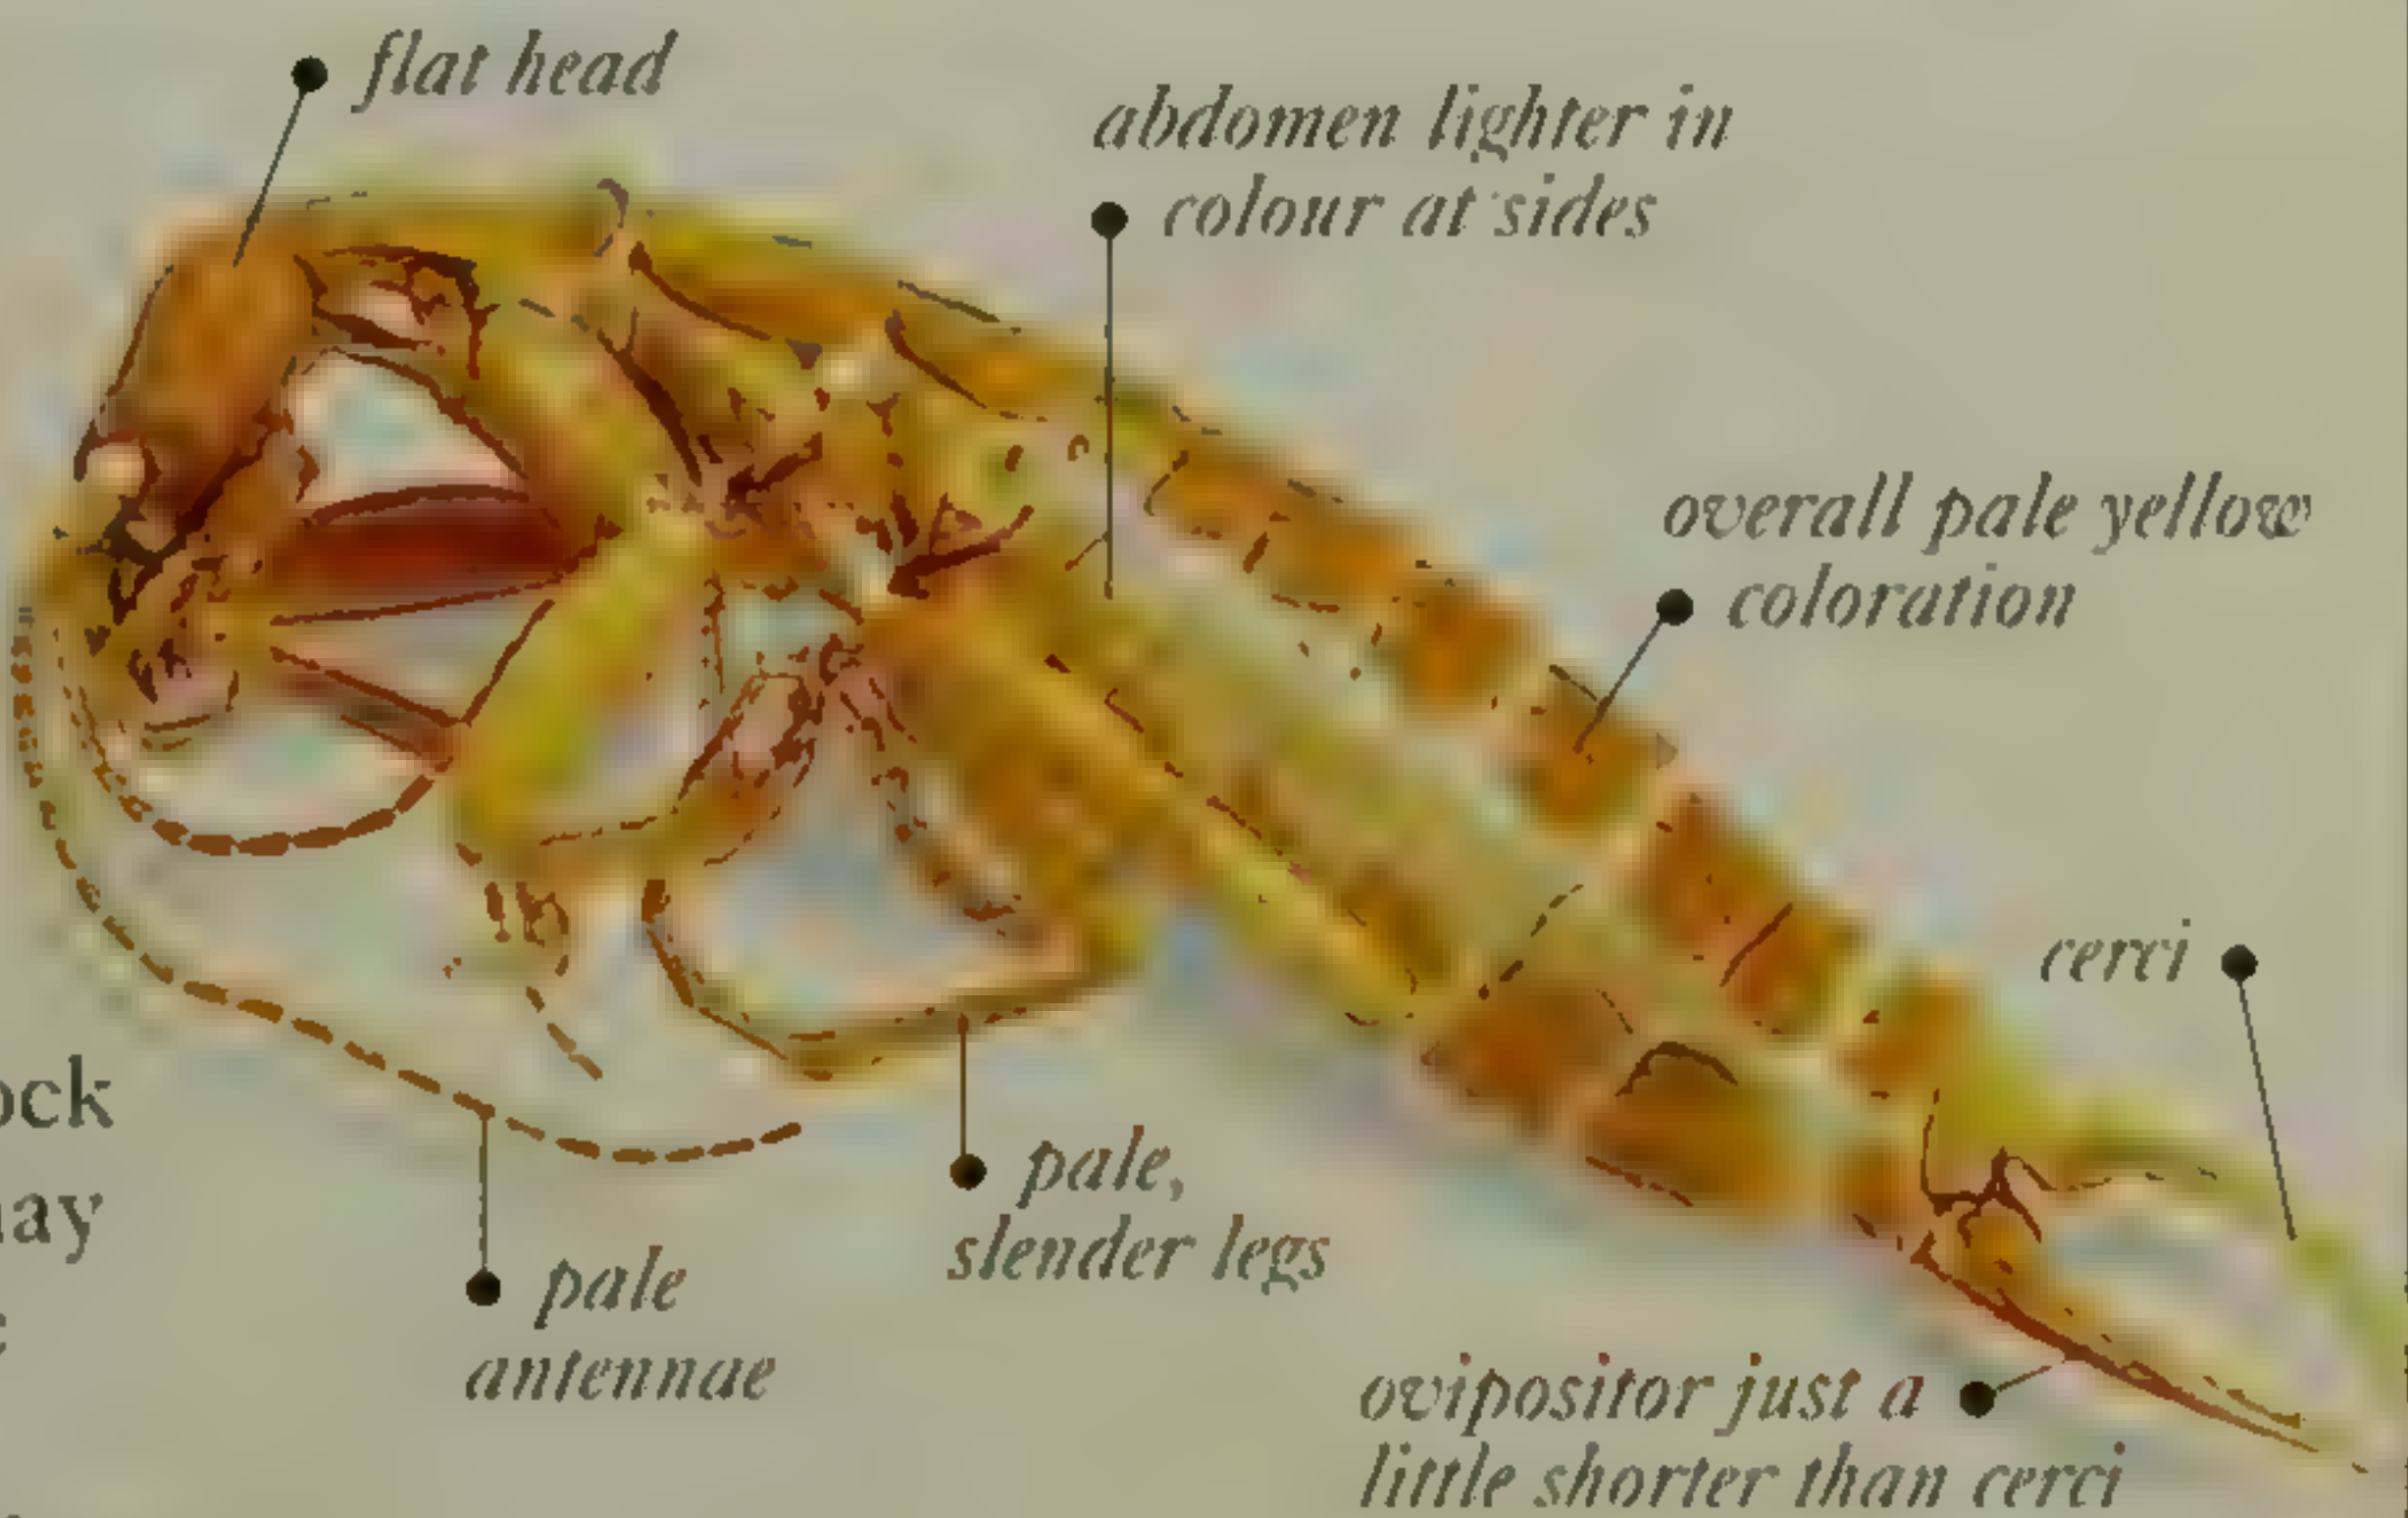 flat head
abdomen lighter in
colour at sides
overall pale yellow
coloration
cerci
ock
nay
pale,
slender legs
pale
antennae
ovipositor just a
little shorter than cerci